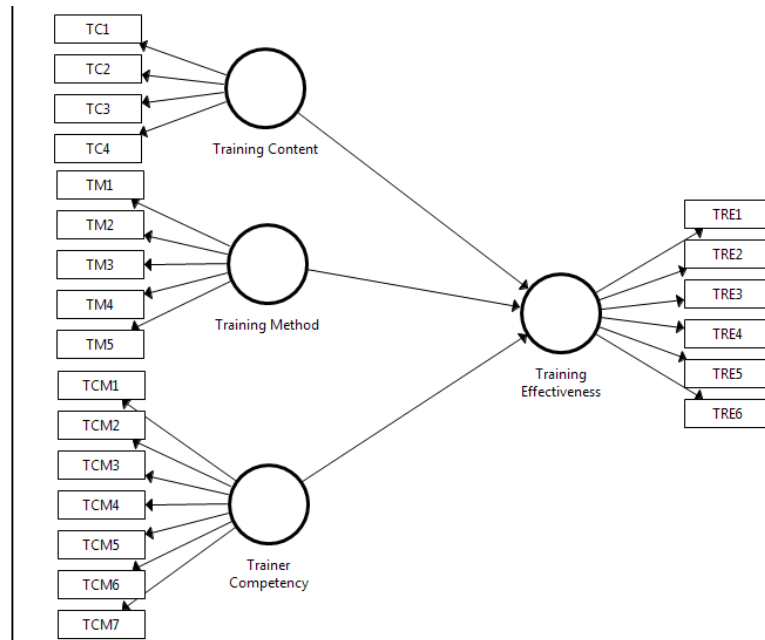 TC1
TC2
TC3
TC4
Training Content
TM1
TM2
TM3
TM4
TM5
Training Method
TCM1
TCM2
TCM3
TCM4
TCM5
TCM6
TCM7
Trainer
Competency
Training
Effectiveness
TRE1
TRE2
TRE3
TRE4
TRE5
TRE6